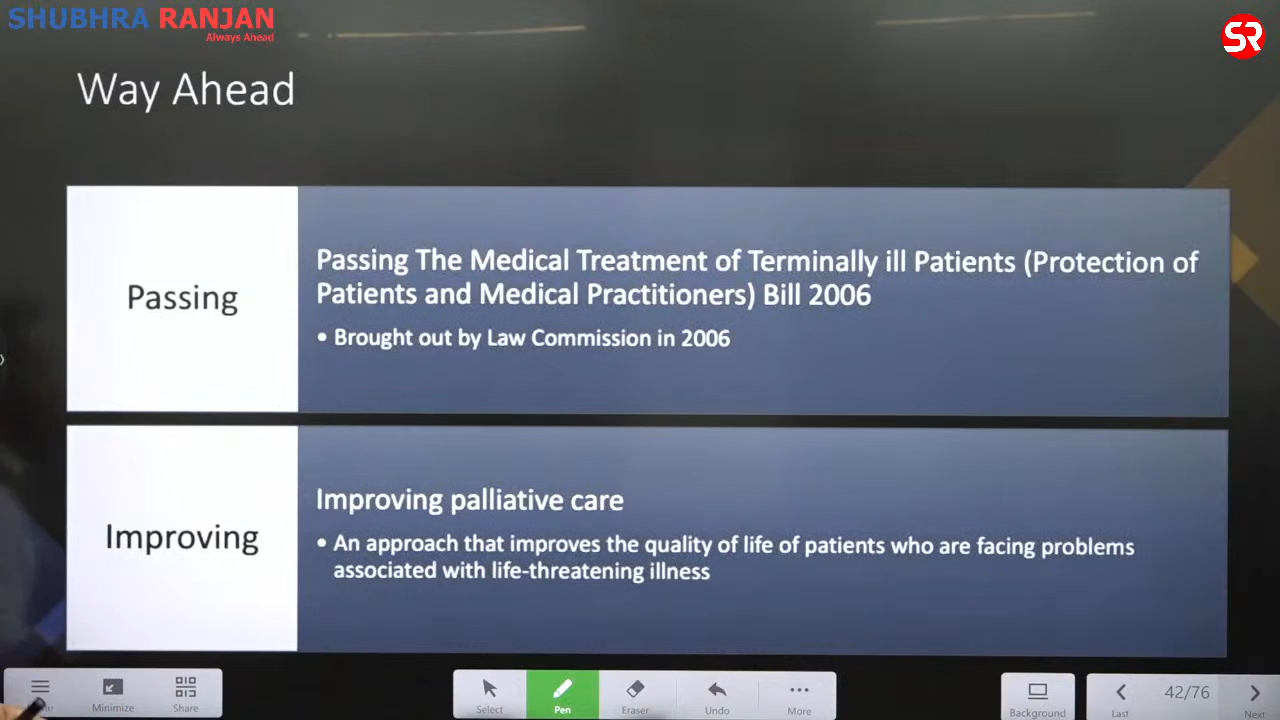 SHUBHRA RANJAN
Always Ahead
SR
Way Ahead
Passing
Passing The Medical Treatment of Terminally ill Patients (Protection of
Patients and Medical Practitioners) Bill 2006
• Brought out by Law Commission in 2006
Improving
Improving palliative care
• An approach that improves the quality of life of patients who are facing problems
associated with life-threatening illness
Minimize
Share
Select
Pen
Eraser
Undo
More
Background
Last
42/76
Next